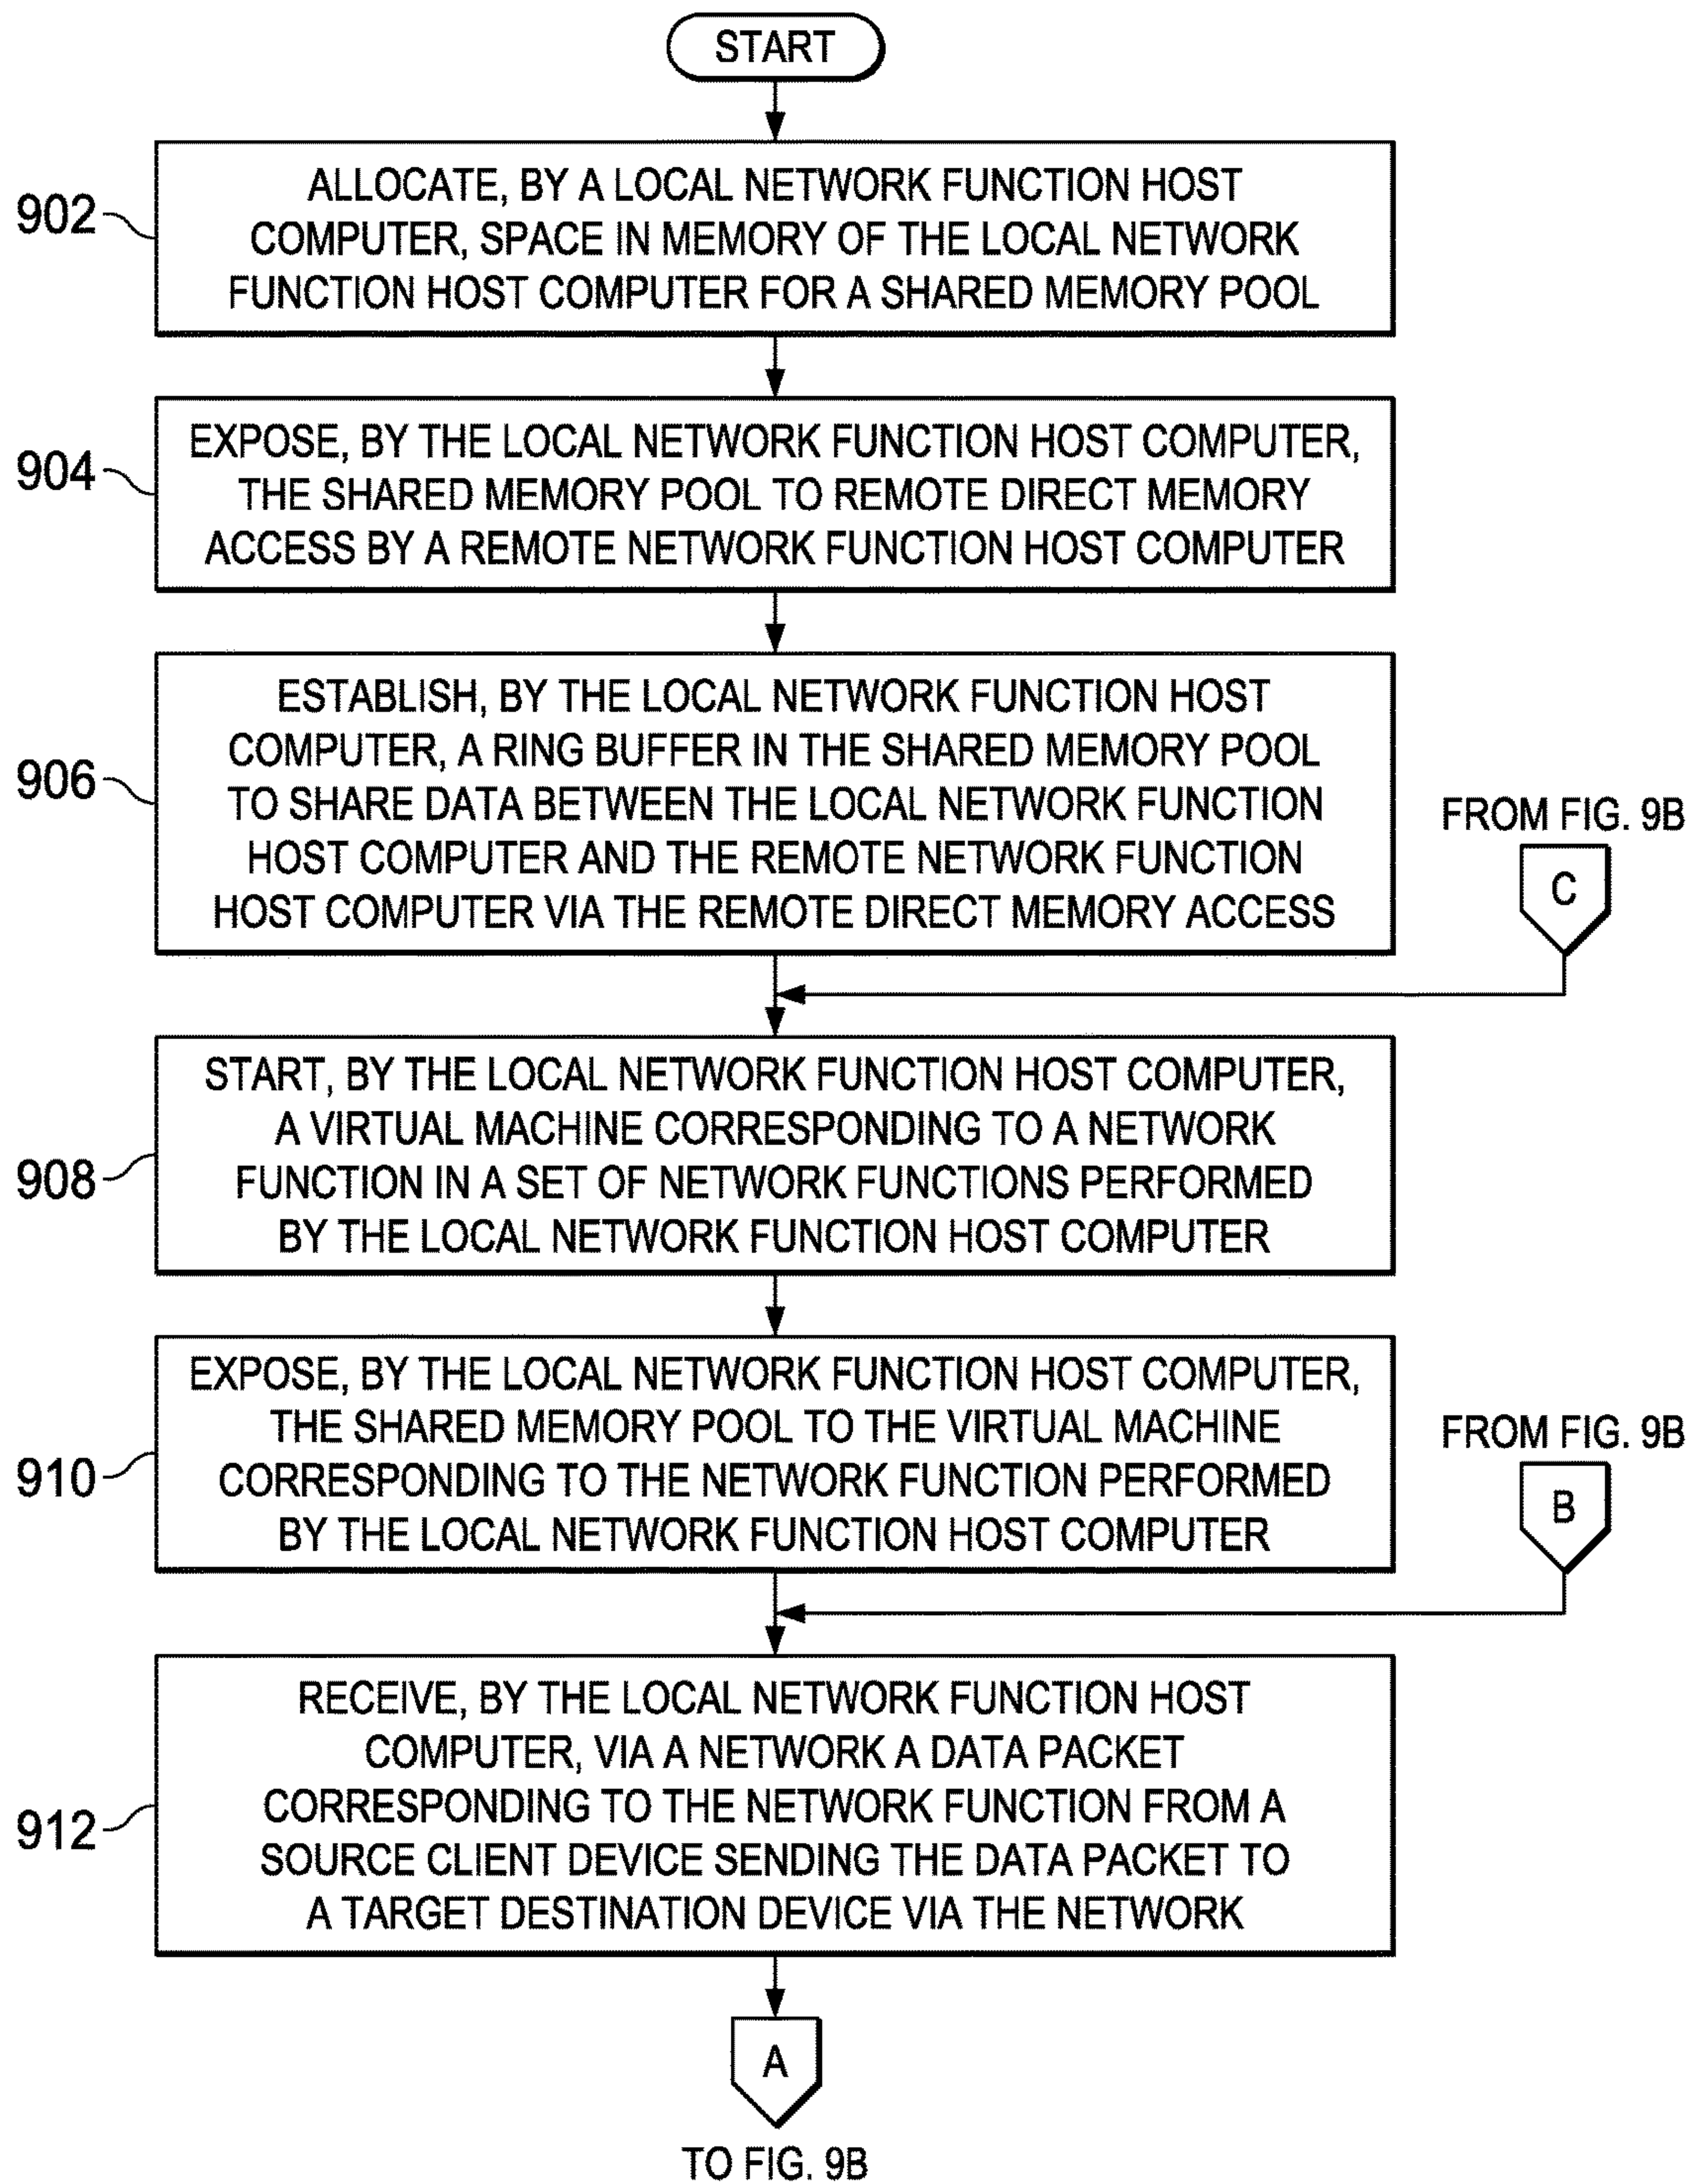 START
902
ALLOCATE, BY A LOCAL NETWORK FUNCTION HOST
COMPUTER, SPACE IN MEMORY OF THE LOCAL NETWORK
FUNCTION HOST COMPUTER FOR A SHARED MEMORY POOL
904
EXPOSE, BY THE LOCAL NETWORK FUNCTION HOST COMPUTER,
THE SHARED MEMORY POOL TO REMOTE DIRECT MEMORY
ACCESS BY A REMOTE NETWORK FUNCTION HOST COMPUTER
906
ESTABLISH, BY THE LOCAL NETWORK FUNCTION HOST
COMPUTER, A RING BUFFER IN THE SHARED MEMORY POOL
TO SHARE DATA BETWEEN THE LOCAL NETWORK FUNCTION
HOST COMPUTER AND THE REMOTE NETWORK FUNCTION
HOST COMPUTER VIA THE REMOTE DIRECT MEMORY ACCESS
FROM FIG. 9B
C
908
START, BY THE LOCAL NETWORK FUNCTION HOST COMPUTER,
A VIRTUAL MACHINE CORRESPONDING TO A NETWORK
FUNCTION IN A SET OF NETWORK FUNCTIONS PERFORMED
BY THE LOCAL NETWORK FUNCTION HOST COMPUTER
910
EXPOSE, BY THE LOCAL NETWORK FUNCTION HOST COMPUTER,
THE SHARED MEMORY POOL TO THE VIRTUAL MACHINE
CORRESPONDING TO THE NETWORK FUNCTION PERFORMED
BY THE LOCAL NETWORK FUNCTION HOST COMPUTER
FROM FIG. 9B
B
912
RECEIVE, BY THE LOCAL NETWORK FUNCTION HOST
COMPUTER, VIA A NETWORK A DATA PACKET
CORRESPONDING TO THE NETWORK FUNCTION FROM A
SOURCE CLIENT DEVICE SENDING THE DATA PACKET TO
A TARGET DESTINATION DEVICE VIA THE NETWORK
A
TO FIG. 9B